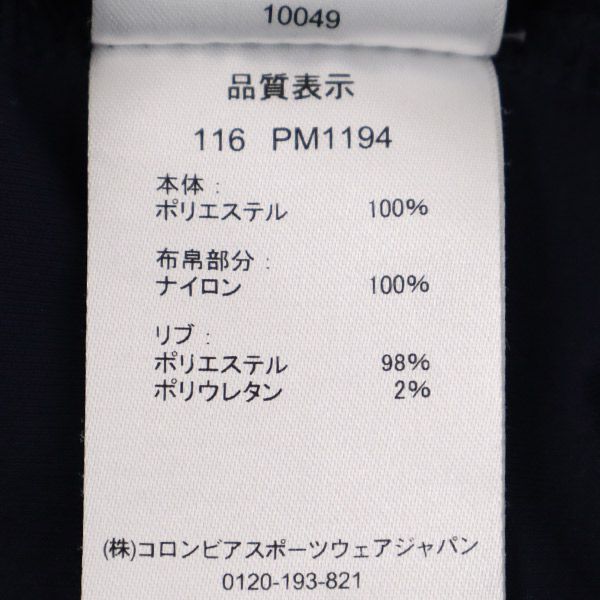 10049
品質表示
116 PM1194
本体 :
ポリエステル 100%
布帛部分 :
ナイロン 100%
リブ :
ポリエステル 98%
ポリウレタン 2%
(株)コロンビアスポーツウェアジャパン
0120-193-821